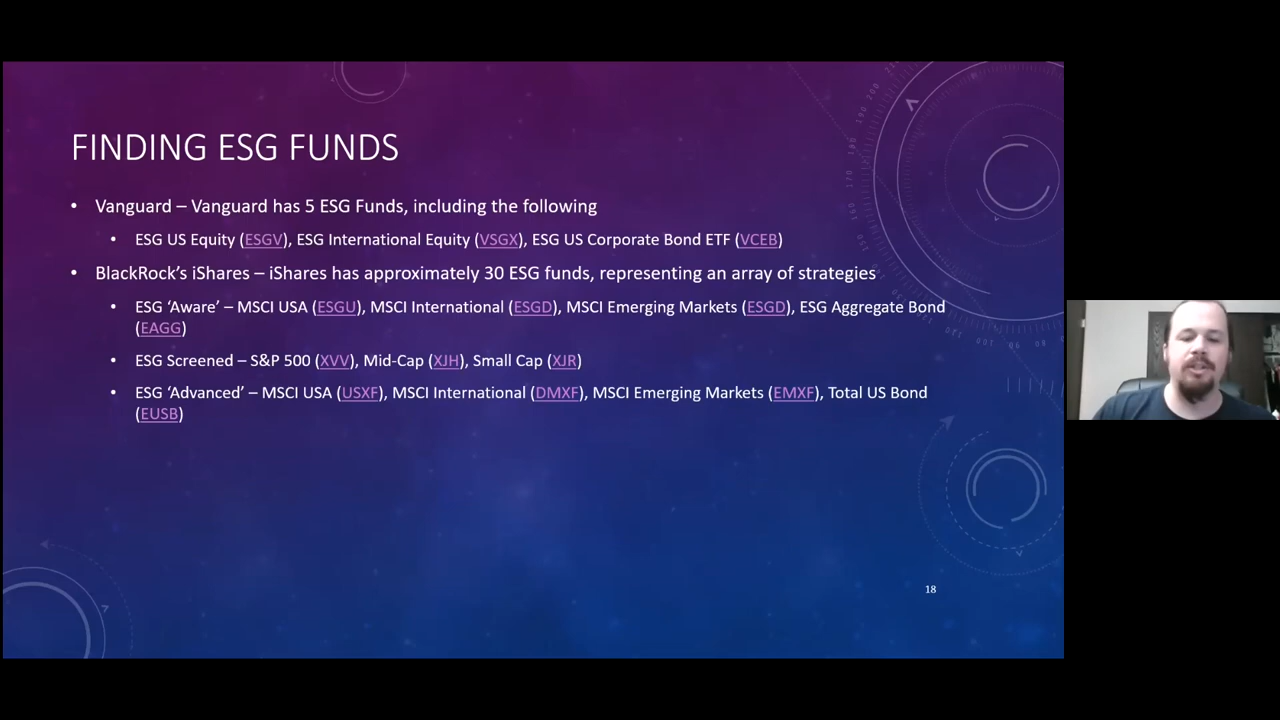 FINDING ESG FUNDS
• Vanguard – Vanguard has 5 ESG Funds, including the following
• ESG US Equity (ESGV), ESG International Equity (VSGX), ESG US Corporate Bond ETF (VCEB)
• BlackRock's iShares – iShares has approximately 30 ESG funds, representing an array of strategies
• ESG 'Aware' – MSCI USA (ESGU), MSCI International (ESGD), MSCI Emerging Markets (ESGD), ESG Aggregate Bond
(EAGG)
• ESG Screened – S&P 500 (XVV), Mid-Cap (XJH), Small Cap (XJR)
• ESG 'Advanced' – MSCI USA (USXF), MSCI International (DMXF), MSCI Emerging Markets (EMXF), Total US Bond
(EUSB)
18